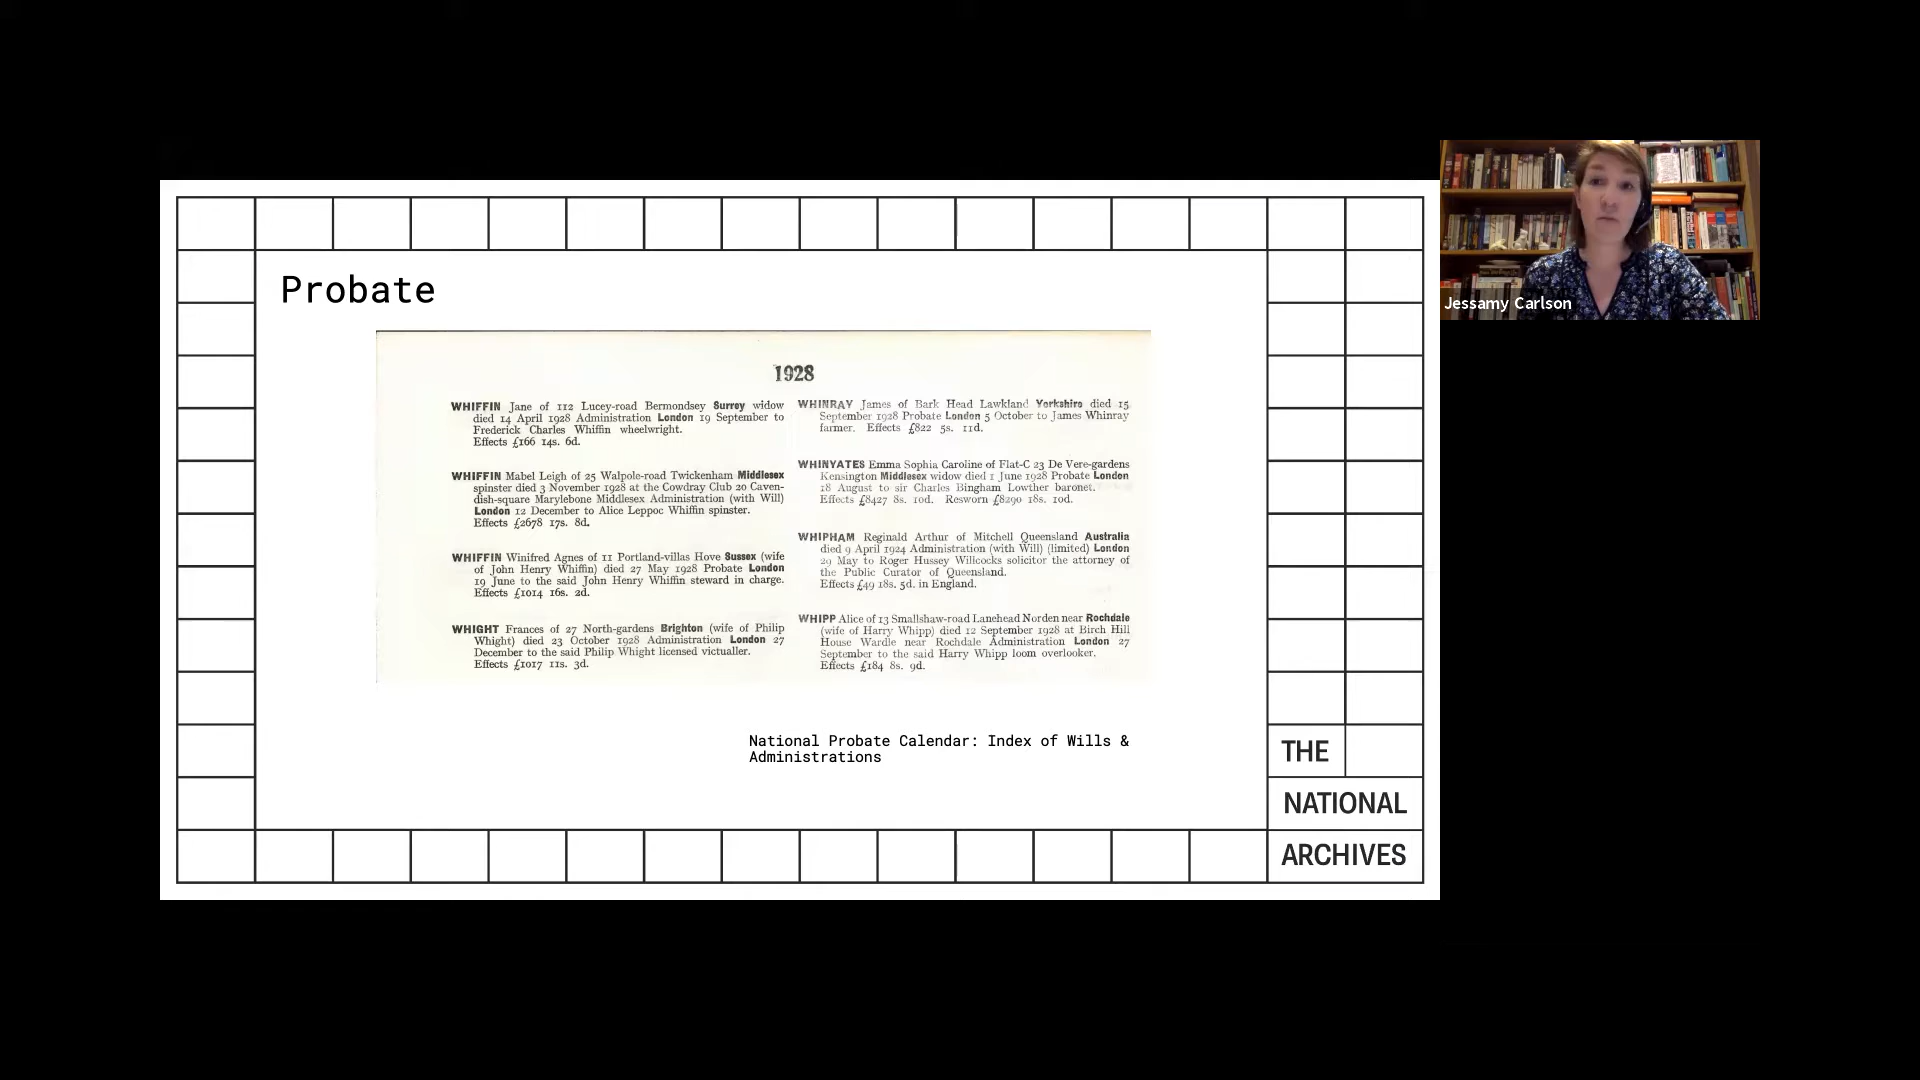 Probate
1928
WHIFFIN Jane of 112 Lucey-road Bermondsey Surrey widow
died 14 April 1928 Administration London 19 September to
Frederick Charles Whiffin wheelwright.
Effects £166 14s. 6d.
WHIFFIN Mabel Leigh of 25 Walpole-road Twickenham Middlesex
spinster died 3 November 1928 at the Cowdray Club 20 Caven-
dish-square Marylebone Middlesex Administration (with Will)
London 12 December to Alice Leppoc Whiffin spinster.
Effects £2678 17s. 8d.
WHIFFIN Winifred Agnes of 11 Portland-villas Hove Sussex (wife
of John Henry Whiffin) died 27 May 1928 Probate London
19 June to the said John Henry Whiffin steward in charge.
Effects £1014 16s. 2d.
WHIGHT Frances of 27 North-gardens Brighton (wife of Philip
Whight) died 23 October 1928 Administration London 27
December to the said Philip Whight licensed victualler.
Effects £1017 11s. 3d.
WHINRAY James of Bark Head Lawkland Yorkshire died 15
September 1928 Probate London 5 October to James Whinray
farmer. Effects £822 5s. 11d.
WHINYATES Emma Sophia Caroline of Flat-C 23 De Vere-gardens
Kensington Middlesex widow died 1 June 1928 Probate London
18 August to sir Charles Bingham Lowther baronet.
Effects £8427 8s. 10d. Resworn £8290 18s. 10d.
WHIPHAM Reginald Arthur of Mitchell Queensland Australia
died 9 April 1924 Administration (with Will) (limited) London
29 May to Roger Hussey Willcocks solicitor the attorney of
the Public Curator of Queensland.
Effects £49 18s. 5d. in England.
WHIPP Alice of 13 Smallshaw-road Lanehead Norden near Rochdale
(wife of Harry Whipp) died 12 September 1928 at Birch Hill
House Wardle near Rochdale Administration London 27
September to the said Harry Whipp loom overlooker.
Effects £184 8s. 9d.
National Probate Calendar: Index of Wills &
Administrations
THE
NATIONAL
ARCHIVES
Jessamy Carlson